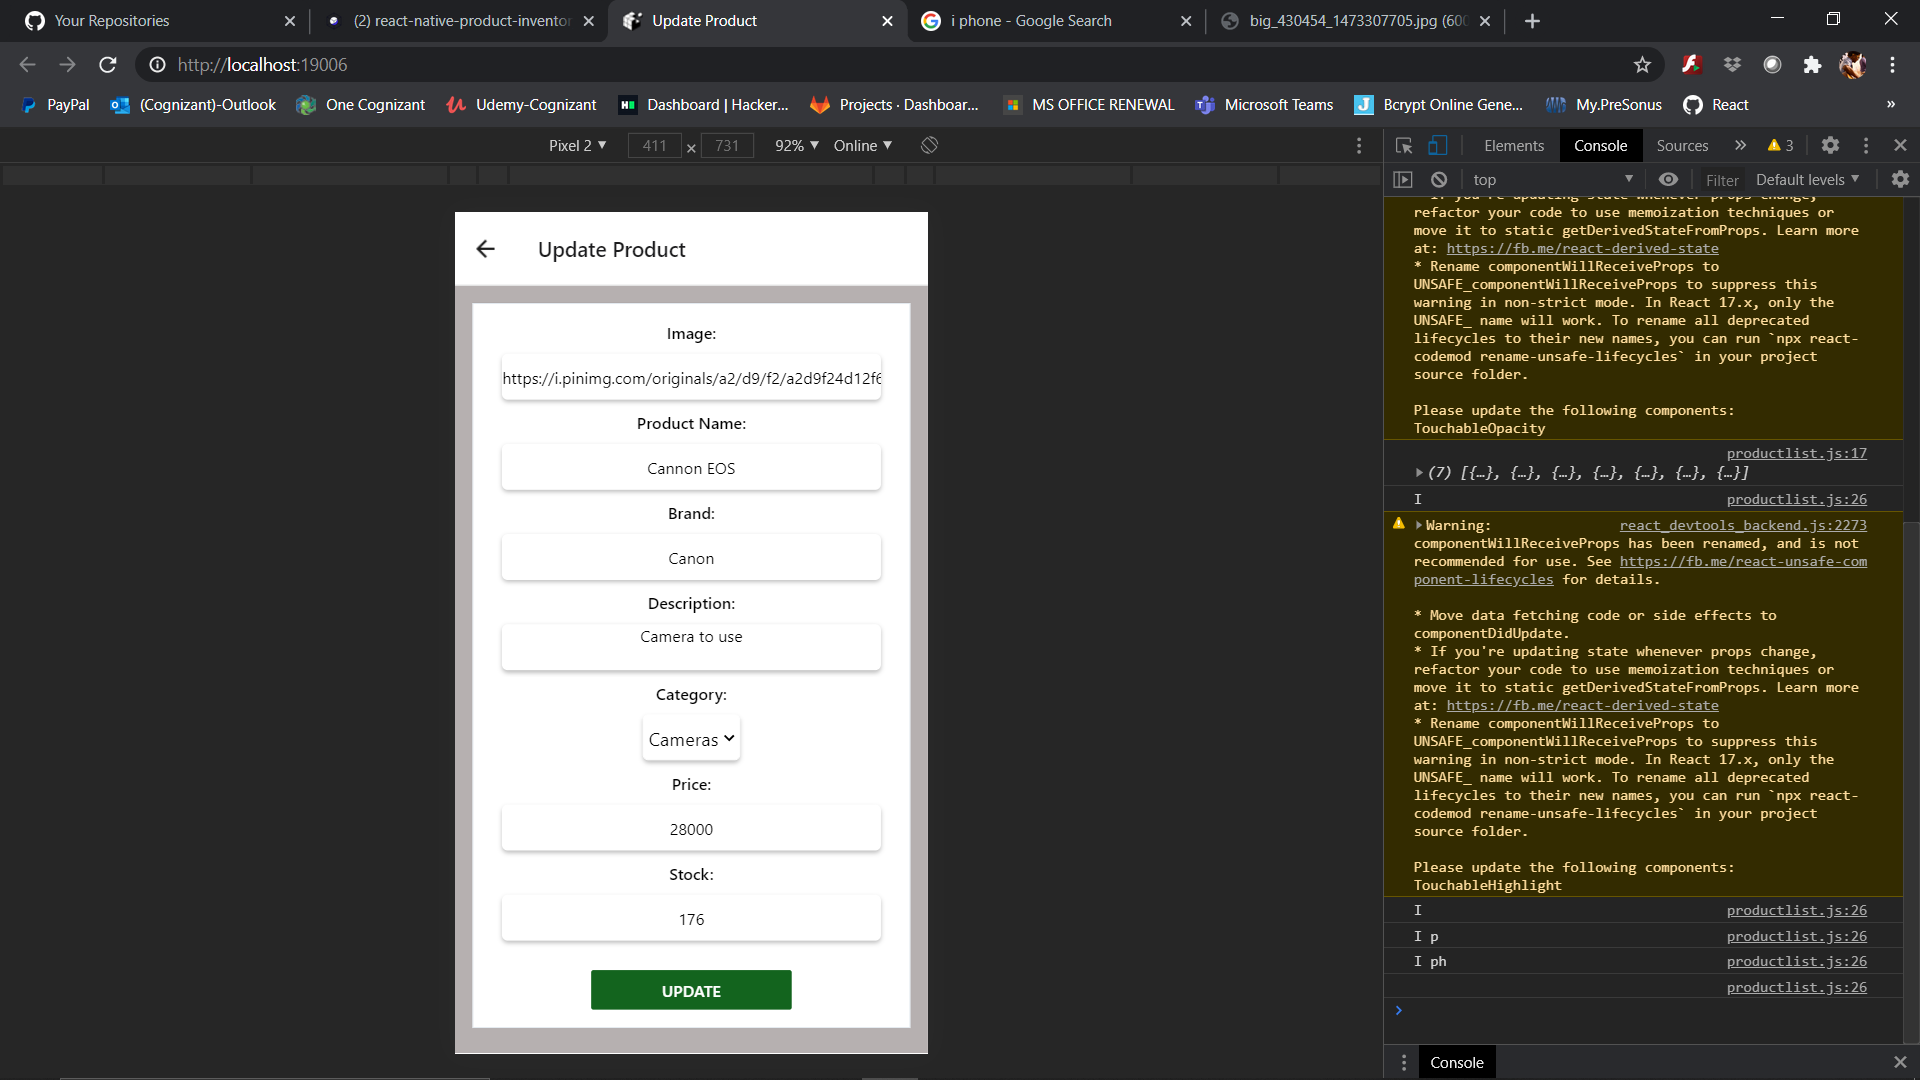 Your Repositories
(2) react-native-product-inventor
Update Product
i phone - Google Search
big_430454_1473307705.jpg (600
http://localhost:19006
PayPal
(Cognizant)-Outlook
One Cognizant
Udemy-Cognizant
Dashboard | Hacker...
Projects · Dashboar...
MS OFFICE RENEWAL
Microsoft Teams
Bcrypt Online Gene...
My.PreSonus
React
»
Pixel 2 ▼ 411 x 731 92% ▼ Online ▼
Elements Console Sources » 3
top Filter Default levels ▼
Update Product
Image:
https://i.pinimg.com/originals/a2/d9/f2/a2d9f24d12f6
Product Name:
Cannon EOS
Brand:
Canon
Description:
Camera to use
Category:
Cameras
Price:
28000
Stock:
176
UPDATE
* If you're updating state whenever props change,
refactor your code to use memoization techniques or
move it to static getDerivedStateFromProps. Learn more
at: https://fb.me/react-derived-state
* Rename componentWillReceiveProps to
UNSAFE_componentWillReceiveProps to suppress this
warning in non-strict mode. In React 17.x, only the
UNSAFE_ name will work. To rename all deprecated
lifecycles to their new names, you can run `npx react-
codemod rename-unsafe-lifecycles` in your project
source folder.
Please update the following components:
TouchableOpacity
productlist.js:17
(7) [{…}, {…}, {…}, {…}, {…}, {…}, {…}]
I productlist.js:26
Warning: react_devtools_backend.js:2273
componentWillReceiveProps has been renamed, and is not
recommended for use. See https://fb.me/react-unsafe-com
ponent-lifecycles for details.
* Move data fetching code or side effects to
componentDidUpdate.
* If you're updating state whenever props change,
refactor your code to use memoization techniques or
move it to static getDerivedStateFromProps. Learn more
at: https://fb.me/react-derived-state
* Rename componentWillReceiveProps to
UNSAFE_componentWillReceiveProps to suppress this
warning in non-strict mode. In React 17.x, only the
UNSAFE_ name will work. To rename all deprecated
lifecycles to their new names, you can run `npx react-
codemod rename-unsafe-lifecycles` in your project
source folder.
Please update the following components:
TouchableHighlight
I productlist.js:26
I p productlist.js:26
I ph productlist.js:26
productlist.js:26
Console